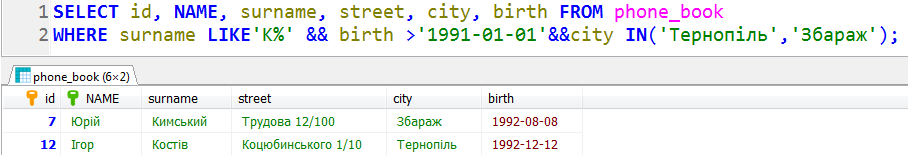 1 SELECT id, NAME, surname, street, city, birth FROM phone_book
2 WHERE surname LIKE'К%' && birth >'1991-01-01'&&city IN('Тернопіль','Збараж');
phone_book (6×2)
id NAME surname street city birth
7 Юрій Кимський Трудова 12/100 Збараж 1992-08-08
12 Ігор Костів Коцюбинського 1/10 Тернопіль 1992-12-12